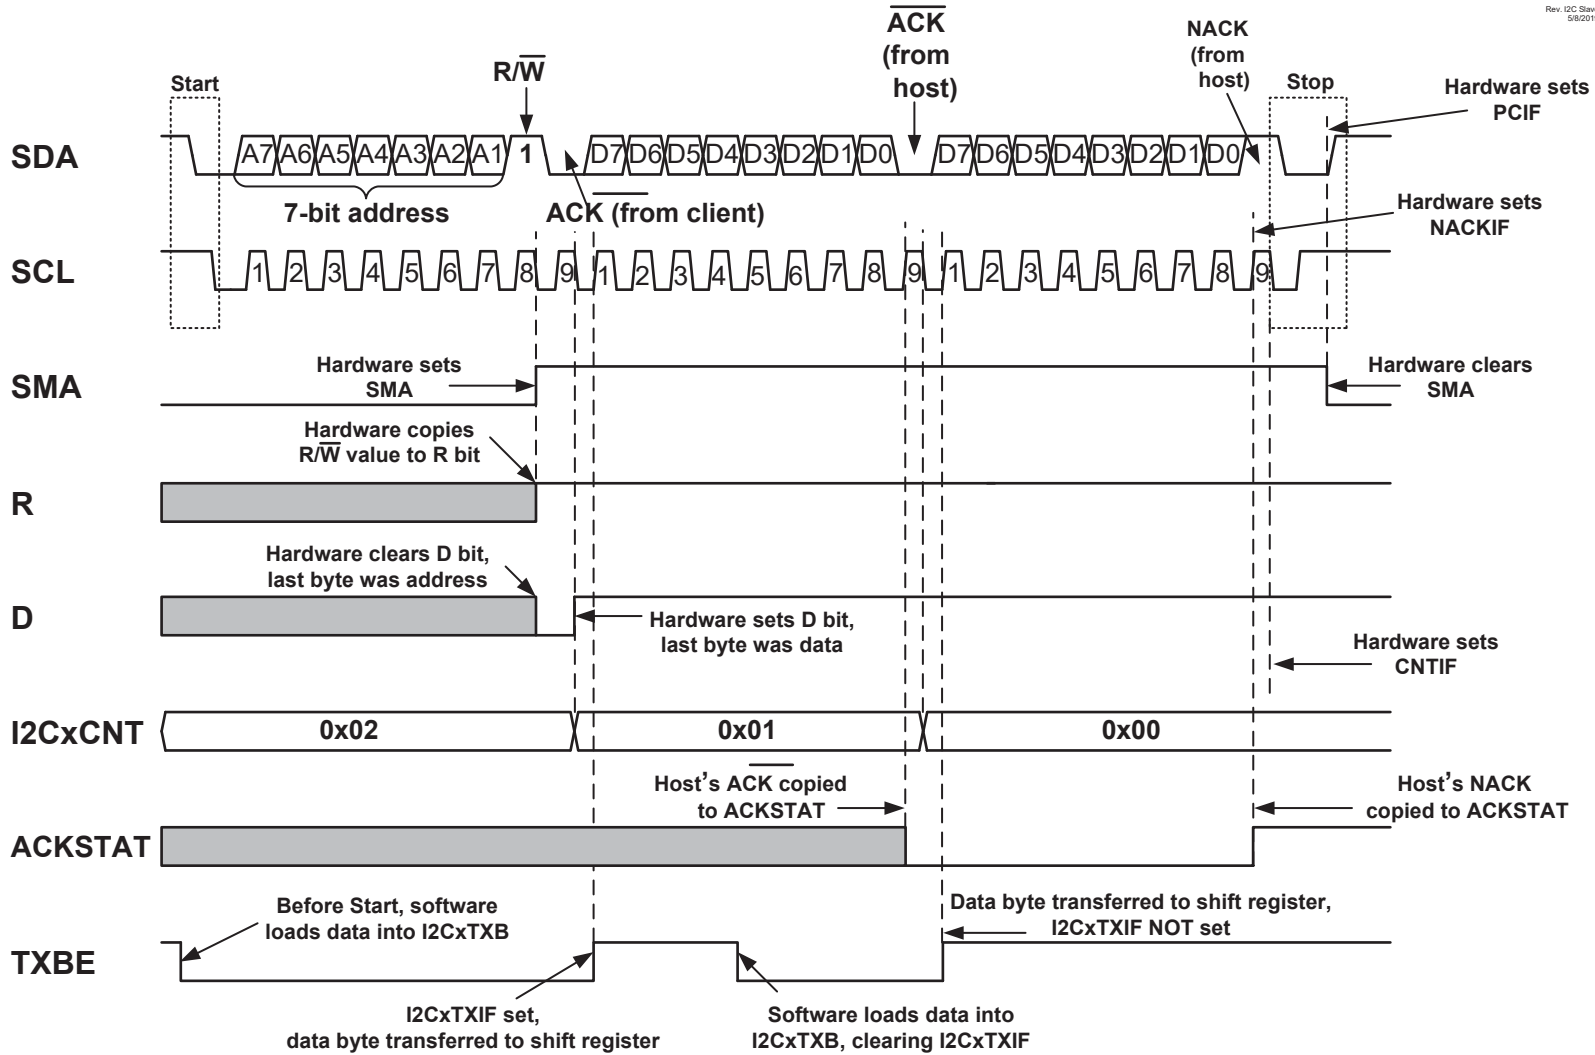 Rev. I2C Slav
5/8/201
Start
R/W
ACK
(from
host)
NACK
(from
host)
Stop
Hardware sets
PCIF
SDA
A7 A6 A5 A4 A3 A2 A1 1 D7 D6 D5 D4 D3 D2 D1 D0 D7 D6 D5 D4 D3 D2 D1 D0
7-bit address
ACK (from client)
Hardware sets
NACKIF
SCL
1 2 3 4 5 6 7 8 9 1 2 3 4 5 6 7 8 9 1 2 3 4 5 6 7 8 9
SMA
Hardware sets
SMA
Hardware clears
SMA
Hardware copies
R/W value to R bit
R
Hardware clears D bit,
last byte was address
D
Hardware sets D bit,
last byte was data
Hardware sets
CNTIF
I2CxCNT
0x02 0x01 0x00
Host's ACK copied
to ACKSTAT
Host's NACK
copied to ACKSTAT
ACKSTAT
Before Start, software
loads data into I2CxTXB
Data byte transferred to shift register,
I2CxTXIF NOT set
TXBE
I2CxTXIF set,
data byte transferred to shift register
Software loads data into
I2CxTXB, clearing I2CxTXIF